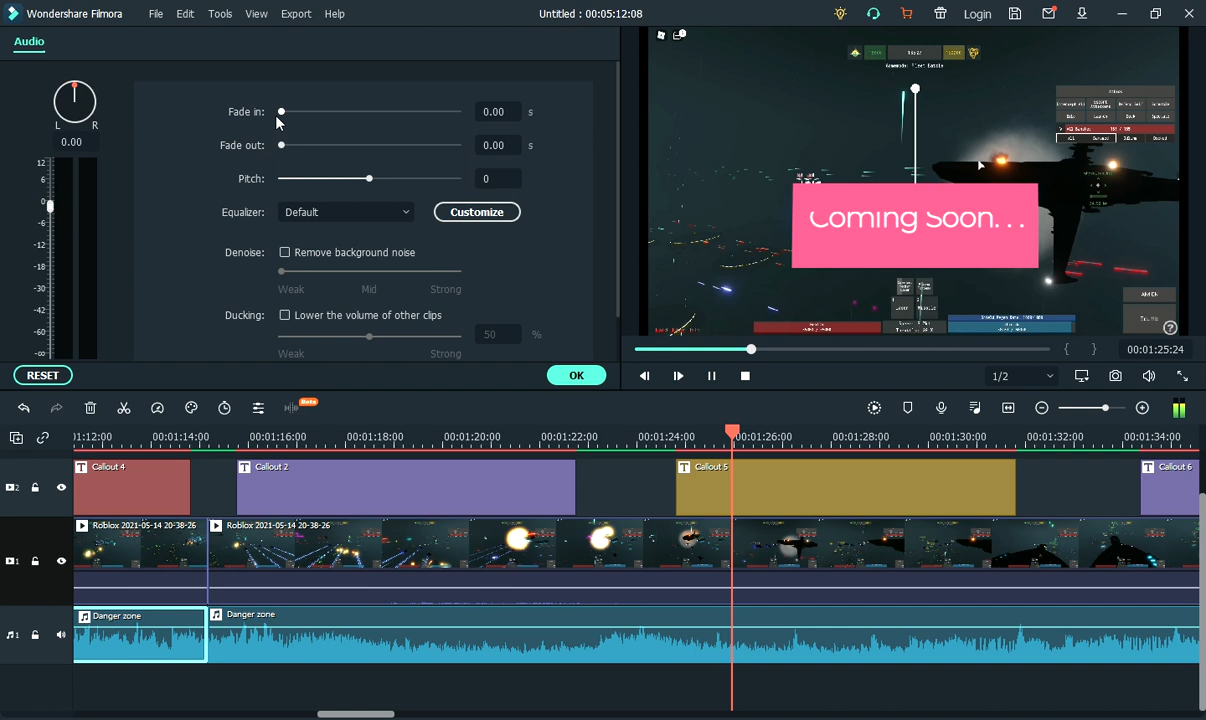 Wondershare Filmora File Edit Tools View Export Help Untitled : 00:05:12:08 Login
Audio
L R
0.00
12
6
0
-6
-12
-18
-30
-42
-60
-∞
Fade in: 0.00 s
Fade out: 0.00 s
Pitch: 0
Equalizer: Default Customize
Denoise: Remove background noise
Weak Mid Strong
Ducking: Lower the volume of other clips
50 %
Weak Strong
RESET OK
Gamemode: Fleet Battle
Coming Soon...
?
{ } 00:01:25:24
1/2
Beta
01:12:00 00:01:14:00 00:01:16:00 00:01:18:00 00:01:20:00 00:01:22:00 00:01:24:00 00:01:26:00 00:01:28:00 00:01:30:00 00:01:32:00 00:01:34:00
2 T Callout 4 T Callout 2 T Callout 5 T Callout 6
1 Roblox 2021-05-14 20-38-26 Roblox 2021-05-14 20-38-26
1 Danger zone Danger zone